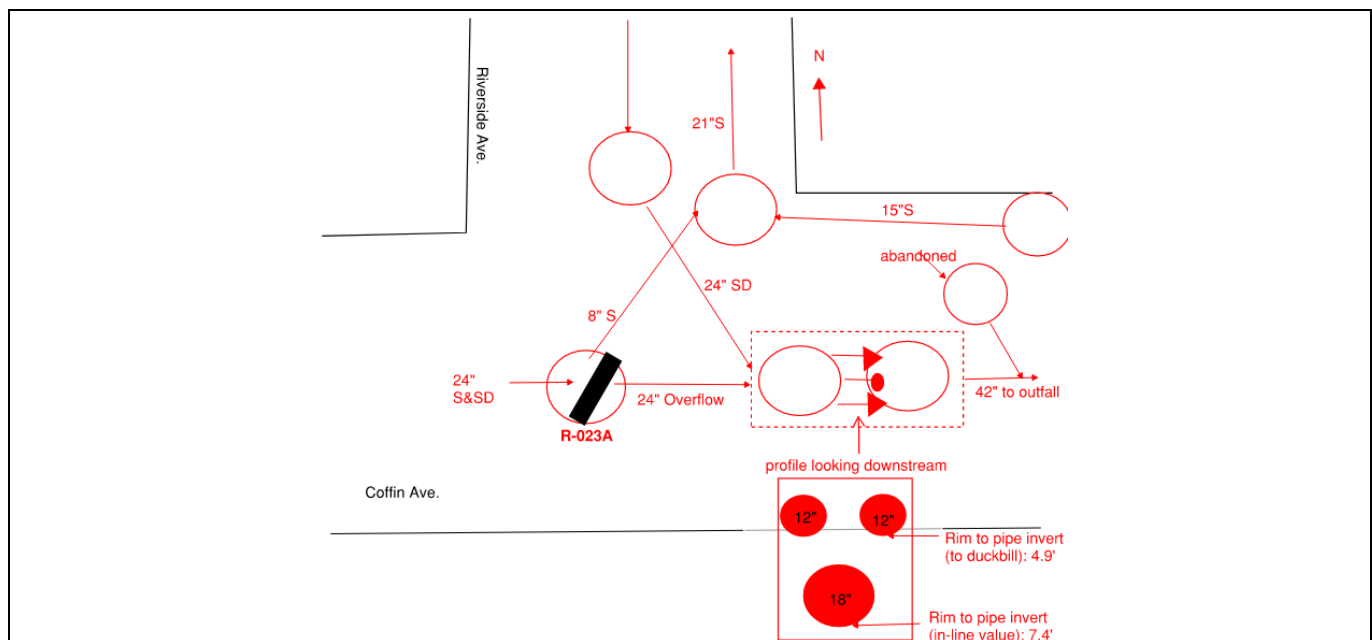 Riverside Ave.
N
21"S
15"S
abandoned
24" SD
8" S
24"
S&SD
24" Overflow
42" to outfall
R-023A
profile looking downstream
Coffin Ave.
12"
12"
Rim to pipe invert
(to duckbill): 4.9'
18"
Rim to pipe invert
(in-line value): 7.4'